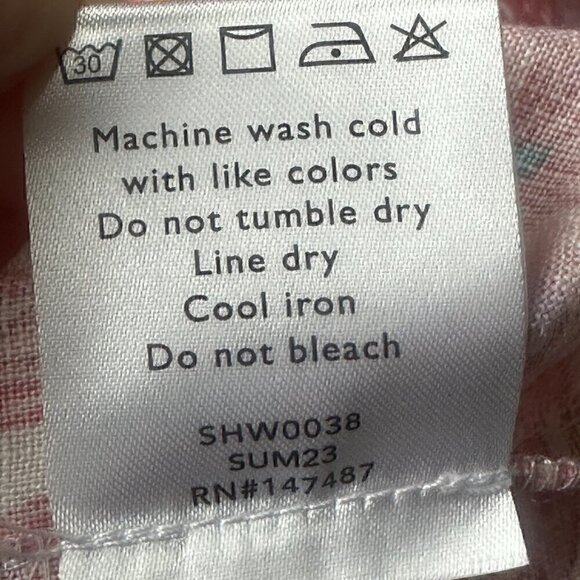 30
Machine wash cold
with like colors
Do not tumble dry
Line dry
Cool iron
Do not bleach
SHW0038
SUM23
RN#147487